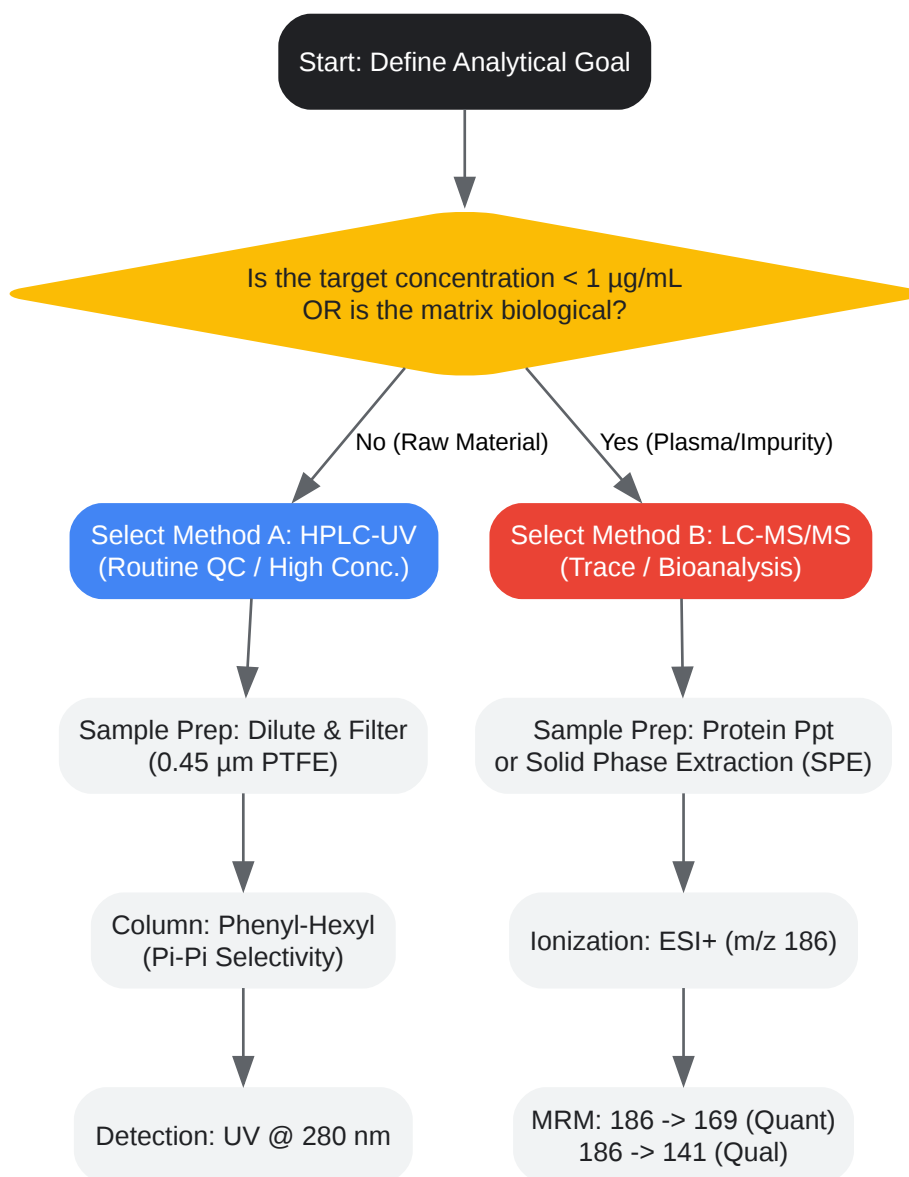 Start: Define Analytical Goal
Is the target concentration < 1 µg/mL
OR is the matrix biological?
No (Raw Material)
Yes (Plasma/Impurity)
Select Method A: HPLC-UV
(Routine QC / High Conc.)
Select Method B: LC-MS/MS
(Trace / Bioanalysis)
Sample Prep: Dilute & Filter
(0.45 µm PTFE)
Sample Prep: Protein Ppt
or Solid Phase Extraction (SPE)
Column: Phenyl-Hexyl
(Pi-Pi Selectivity)
Ionization: ESI+ (m/z 186)
Detection: UV @ 280 nm
MRM: 186 -> 169 (Quant)
186 -> 141 (Qual)